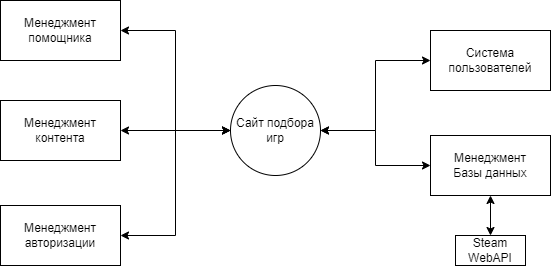 Менеджмент
помощника
Менеджмент
контента
Менеджмент
авторизации
Сайт подбора
игр
Система
пользователей
Менеджмент
Базы данных
Steam
WebAPI